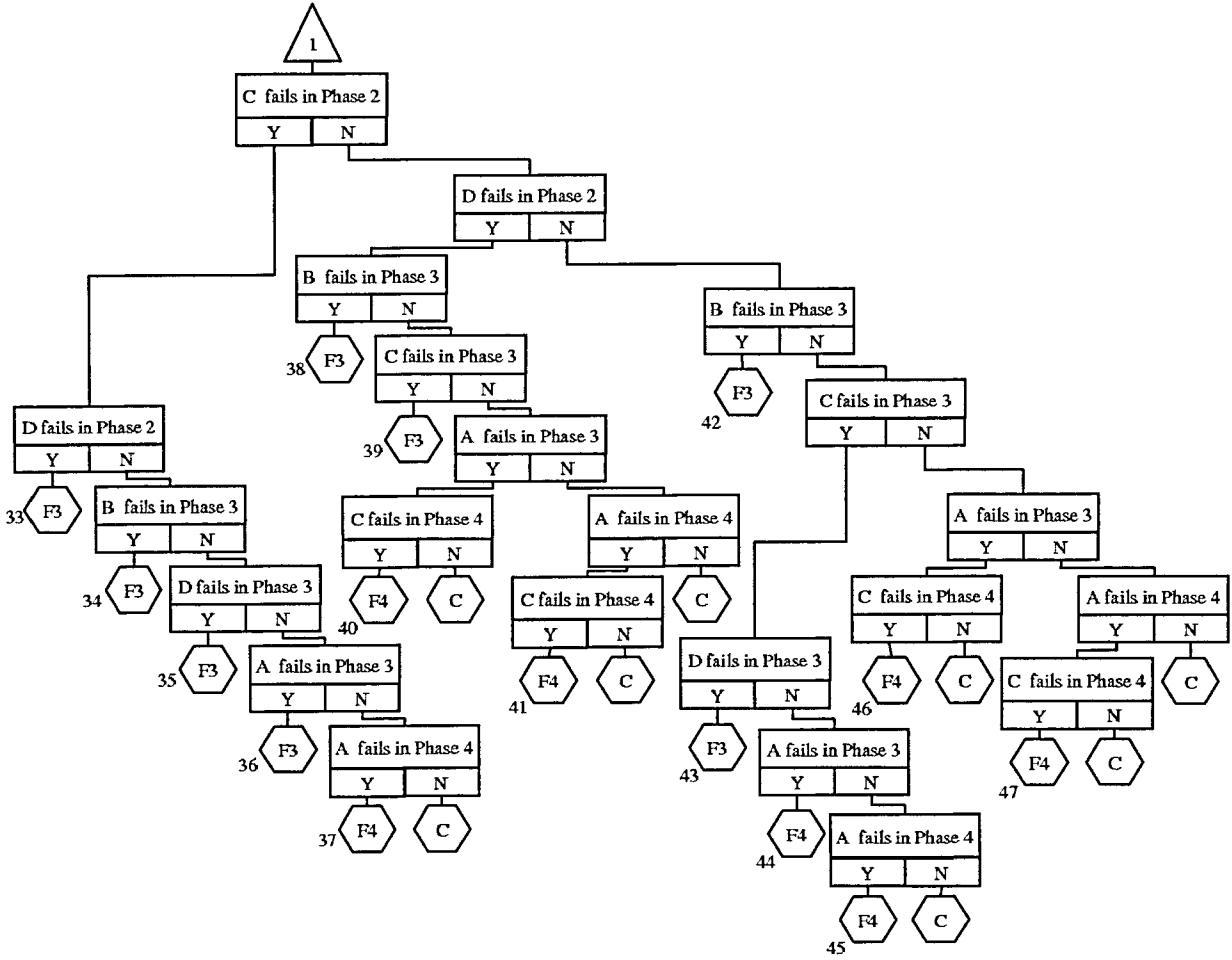 1
C fails in Phase 2
Y N
D fails in Phase 2
Y N
B fails in Phase 3
Y N
B fails in Phase 3
Y N
C fails in Phase 3
Y N
F3
38
F3
42
C fails in Phase 3
Y N
D fails in Phase 2
Y N
F3
39
A fails in Phase 3
Y N
F3
33
B fails in Phase 3
Y N
C fails in Phase 4
Y N
A fails in Phase 4
Y N
A fails in Phase 3
Y N
F3
34
D fails in Phase 3
Y N
F4
40
C
C fails in Phase 4
Y N
C
C fails in Phase 4
Y N
A fails in Phase 4
Y N
F3
35
A fails in Phase 3
Y N
F4
41
C
D fails in Phase 3
Y N
F4
46
C
C fails in Phase 4
Y N
C
F3
36
A fails in Phase 4
Y N
F3
43
A fails in Phase 3
Y N
F4
47
C
F4
37
C
F4
44
A fails in Phase 4
Y N
F4
45
C